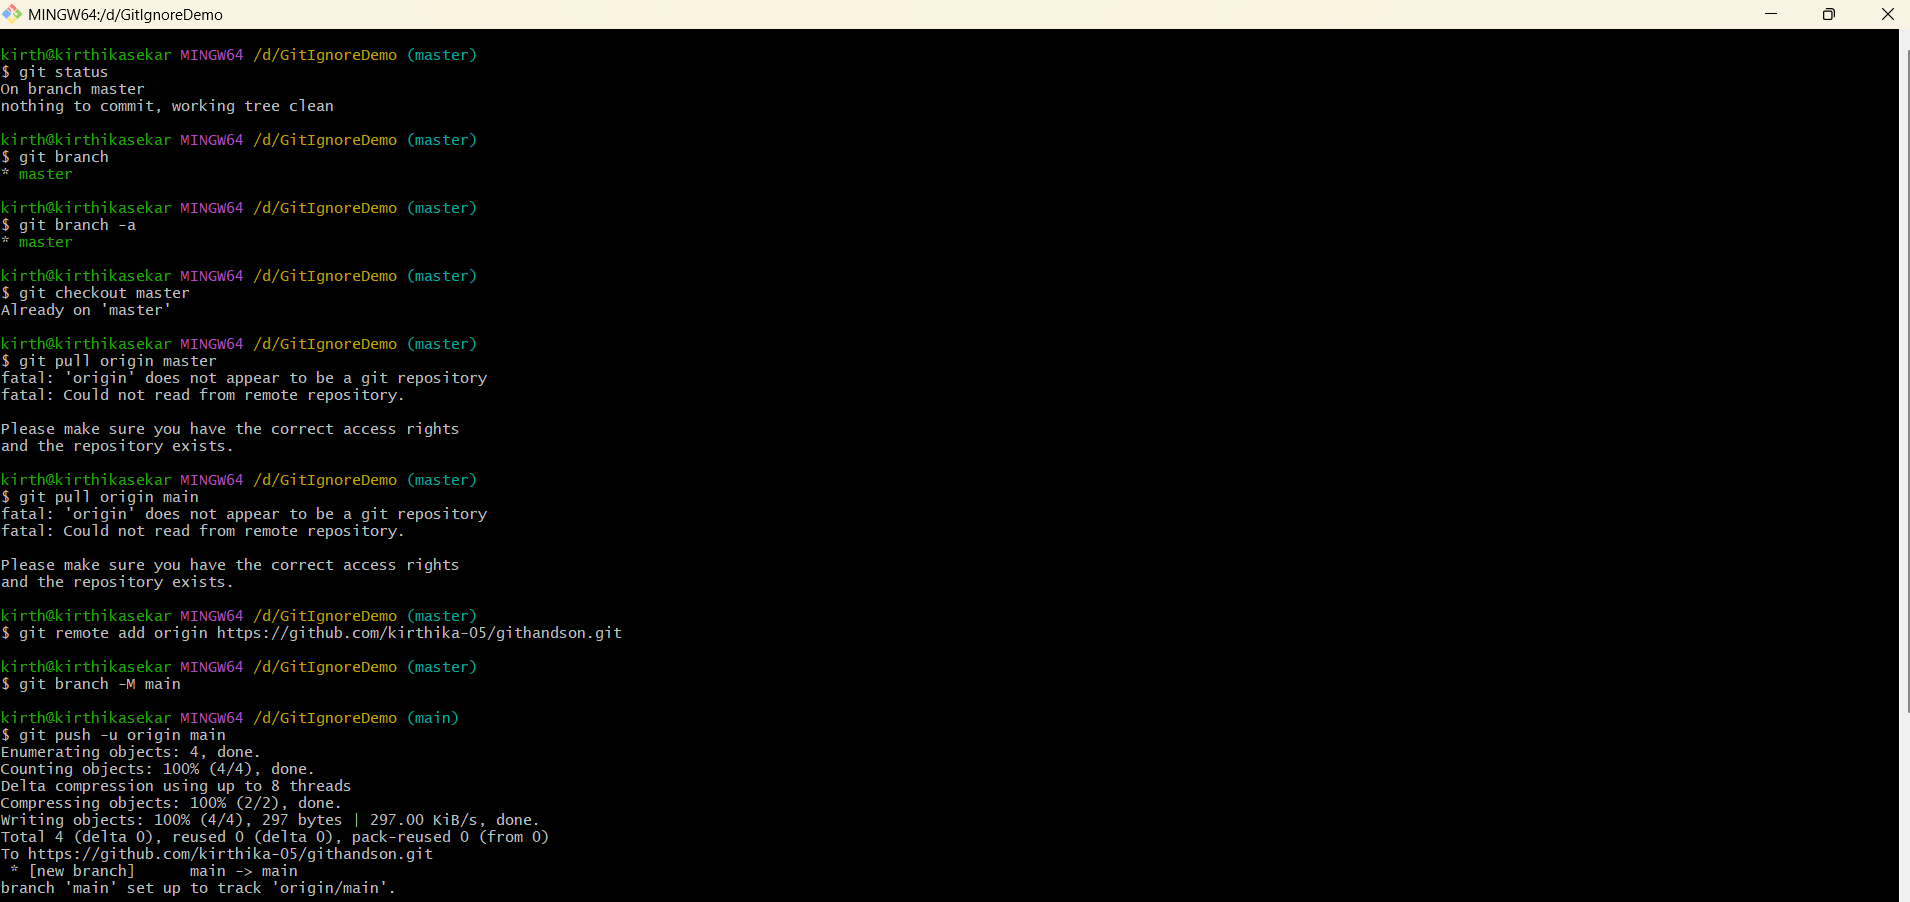 MINGW64:/d/GitIgnoreDemo
kirth@kirthikasekar MINGW64 /d/GitIgnoreDemo (master)
$ git status
On branch master
nothing to commit, working tree clean
kirth@kirthikasekar MINGW64 /d/GitIgnoreDemo (master)
$ git branch
* master
kirth@kirthikasekar MINGW64 /d/GitIgnoreDemo (master)
$ git branch -a
* master
kirth@kirthikasekar MINGW64 /d/GitIgnoreDemo (master)
$ git checkout master
Already on 'master'
kirth@kirthikasekar MINGW64 /d/GitIgnoreDemo (master)
$ git pull origin master
fatal: 'origin' does not appear to be a git repository
fatal: Could not read from remote repository.
Please make sure you have the correct access rights
and the repository exists.
kirth@kirthikasekar MINGW64 /d/GitIgnoreDemo (master)
$ git pull origin main
fatal: 'origin' does not appear to be a git repository
fatal: Could not read from remote repository.
Please make sure you have the correct access rights
and the repository exists.
kirth@kirthikasekar MINGW64 /d/GitIgnoreDemo (master)
$ git remote add origin https://github.com/kirthika-05/githandson.git
kirth@kirthikasekar MINGW64 /d/GitIgnoreDemo (master)
$ git branch -M main
kirth@kirthikasekar MINGW64 /d/GitIgnoreDemo (main)
$ git push -u origin main
Enumerating objects: 4, done.
Counting objects: 100% (4/4), done.
Delta compression using up to 8 threads
Compressing objects: 100% (2/2), done.
Writing objects: 100% (4/4), 297 bytes | 297.00 KiB/s, done.
Total 4 (delta 0), reused 0 (delta 0), pack-reused 0 (from 0)
To https://github.com/kirthika-05/githandson.git
 * [new branch]      main -> main
branch 'main' set up to track 'origin/main'.